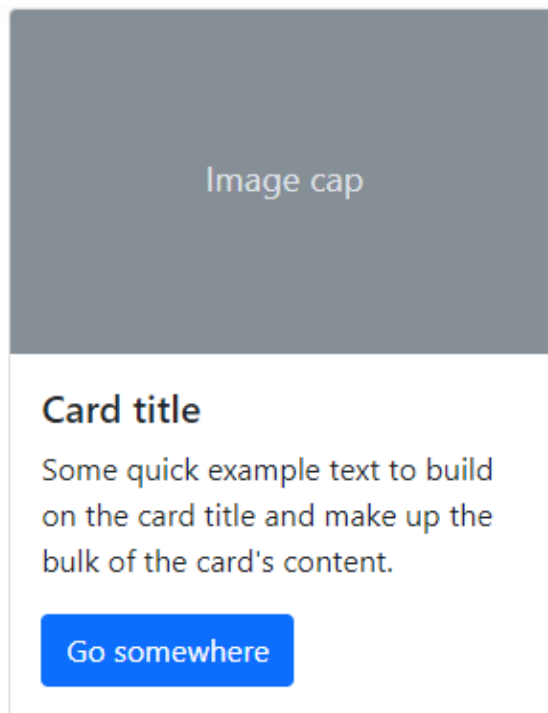 Image cap
Card title
Some quick example text to build
on the card title and make up the
bulk of the card's content.
Go somewhere